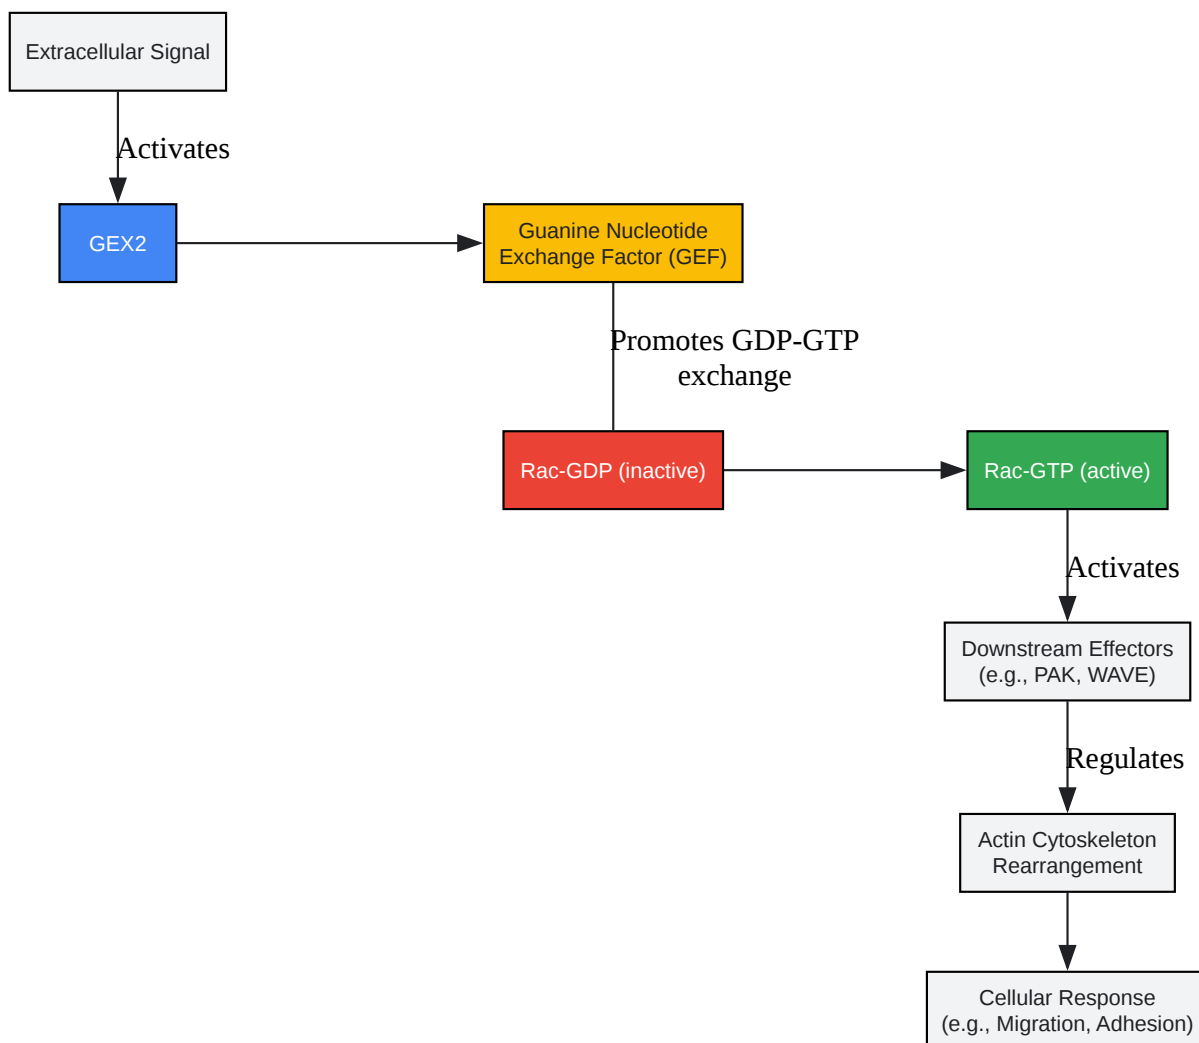 Extracellular Signal
Activates
GEX2
Guanine Nucleotide
Exchange Factor (GEF)
Promotes GDP-GTP
exchange
Rac-GDP (inactive)
Rac-GTP (active)
Activates
Downstream Effectors
(e.g., PAK, WAVE)
Regulates
Actin Cytoskeleton
Rearrangement
Cellular Response
(e.g., Migration, Adhesion)